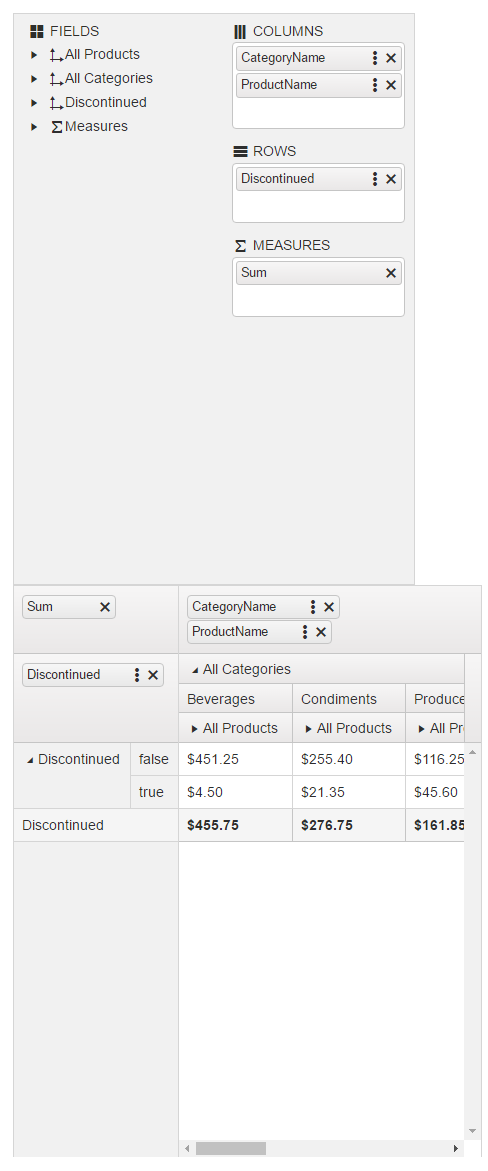 FIELDS
All Products
All Categories
Discontinued
Measures
COLUMNS
CategoryName
ProductName
ROWS
Discontinued
MEASURES
Sum
Sum
CategoryName
ProductName
Discontinued
All Categories
Beverages Condiments Produce
All Products All Products All Pr
Discontinued false $451.25 $255.40 $116.25
true $4.50 $21.35 $45.60
Discontinued $455.75 $276.75 $161.85